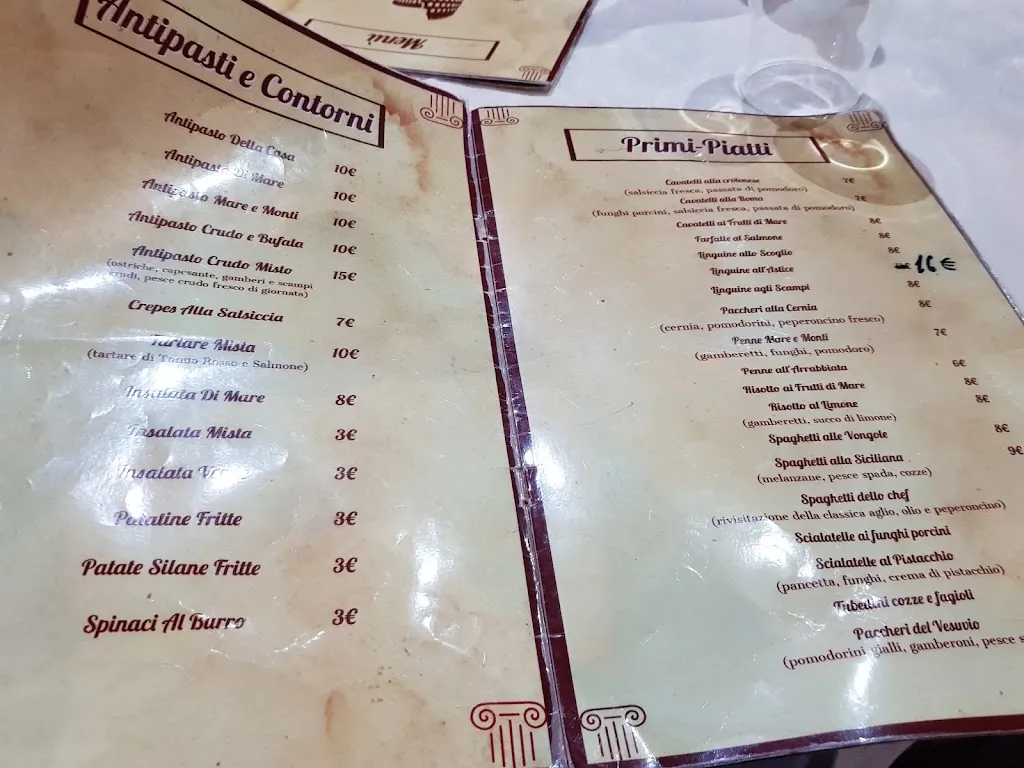 Menù
Antipasti e Contorni
Antipasto Della Casa 10€
Antipasto Di Mare 10€
Antipasto Mare e Monti 10€
Antipasto Crudo e Bufala 10€
Antipasto Crudo Misto 15€
(ostriche, capesante, gamberi e scampi
crudi, pesce crudo fresco di giornata)
Crepes Alla Salsiccia 7€
Tartare Mista 10€
(tartare di Tonno Rosso e Salmone)
Insalata Di Mare 8€
Insalata Mista 3€
Insalata 3€
Patatine Fritte 3€
Patate Silane Fritte 3€
Spinaci Al Burro 3€
Primi-Piatti
Cavatelli alla crotonese 7€
(salsiccia fresca, passata di pomodoro)
Cavatelli alla Roma 7€
(funghi porcini, salsiccia fresca, passata di pomodoro)
Cavatelli ai Frutti di Mare 8€
Farfalle al Salmone 8€
Linguine allo Scoglio 8€
Linguine all'Astice 16€
Linguine agli Scampi 8€
Paccheri alla Cernia 8€
(cernia, pomodorini, peperoncino fresco)
Penne Mare e Monti 7€
(gamberetti, funghi, pomodoro)
Penne all'Arrabbiata 6€
Risotto ai Frutti di Mare 8€
Risotto al Limone 8€
(gamberetti, succo di limone)
Spaghetti alle Vongole 8€
Spaghetti alla Siciliana 9€
(melanzane, pesce spada, cozze)
Spaghetti dello chef
(rivisitazione della classica aglio, olio e peperoncino)
Scialatelle ai funghi porcini
Scialatelle al Pistacchio
(pancetta, funghi, crema di pistacchio)
Tubettini cozze e fagioli
Paccheri del Vesuvio
(pomodorini gialli, gamberoni, pesce s